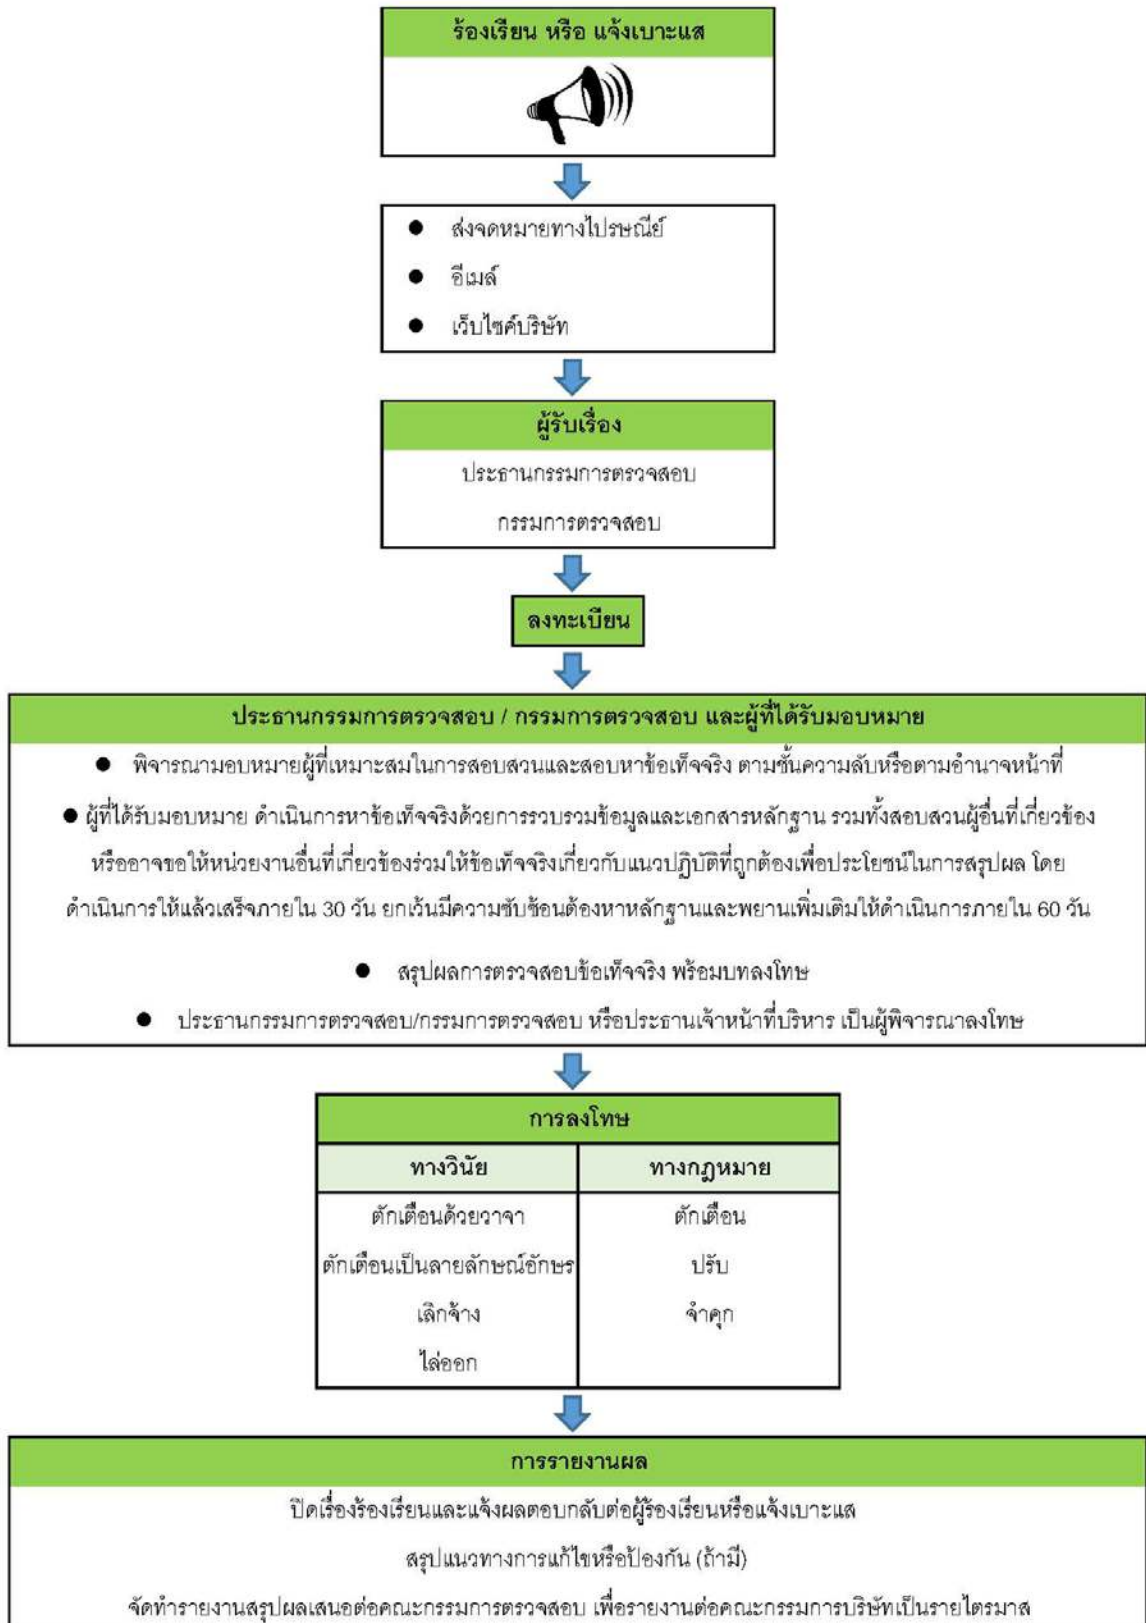 ร้องเรียน หรือ แจ้งเบาะแส
● ส่งจดหมายทางไปรษณีย์
● อีเมล์
● เว็บไซค์บริษัท
ผู้รับเรื่อง
ประธานกรรมการตรวจสอบ
กรรมการตรวจสอบ
ลงทะเบียน
ประธานกรรมการตรวจสอบ / กรรมการตรวจสอบ และผู้ที่ได้รับมอบหมาย
● พิจารณามอบหมายผู้ที่เหมาะสมในการสอบสวนและสอบหาข้อเท็จจริง ตามชั้นความลับหรือตามอำนาจหน้าที่
● ผู้ที่ได้รับมอบหมาย ดำเนินการหาข้อเท็จจริงด้วยการรวบรวมข้อมูลและเอกสารหลักฐาน รวมทั้งสอบสวนผู้อื่นที่เกี่ยวข้อง
หรืออาจขอให้หน่วยงานอื่นที่เกี่ยวข้องร่วมให้ข้อเท็จจริงเกี่ยวกับแนวปฏิบัติที่ถูกต้องเพื่อประโยชน์ในการสรุปผล โดย
ดำเนินการให้แล้วเสร็จภายใน 30 วัน ยกเว้นมีความซับซ้อนต้องหาหลักฐานและพยานเพิ่มเติมให้ดำเนินการภายใน 60 วัน
● สรุปผลการตรวจสอบข้อเท็จจริง พร้อมบทลงโทษ
● ประธานกรรมการตรวจสอบ/กรรมการตรวจสอบ หรือประธานเจ้าหน้าที่บริหาร เป็นผู้พิจารณาลงโทษ
การลงโทษ
ทางวินัย ทางกฎหมาย
ตักเตือนด้วยวาจา ตักเตือน
ตักเตือนเป็นลายลักษณ์อักษร ปรับ
เลิกจ้าง จำคุก
ไล่ออก
การรายงานผล
ปิดเรื่องร้องเรียนและแจ้งผลตอบกลับต่อผู้ร้องเรียนหรือแจ้งเบาะแส
สรุปแนวทางการแก้ไขหรือป้องกัน (ถ้ามี)
จัดทำรายงานสรุปผลเสนอต่อคณะกรรมการตรวจสอบ เพื่อรายงานต่อคณะกรรมการบริษัทเป็นรายไตรมาส